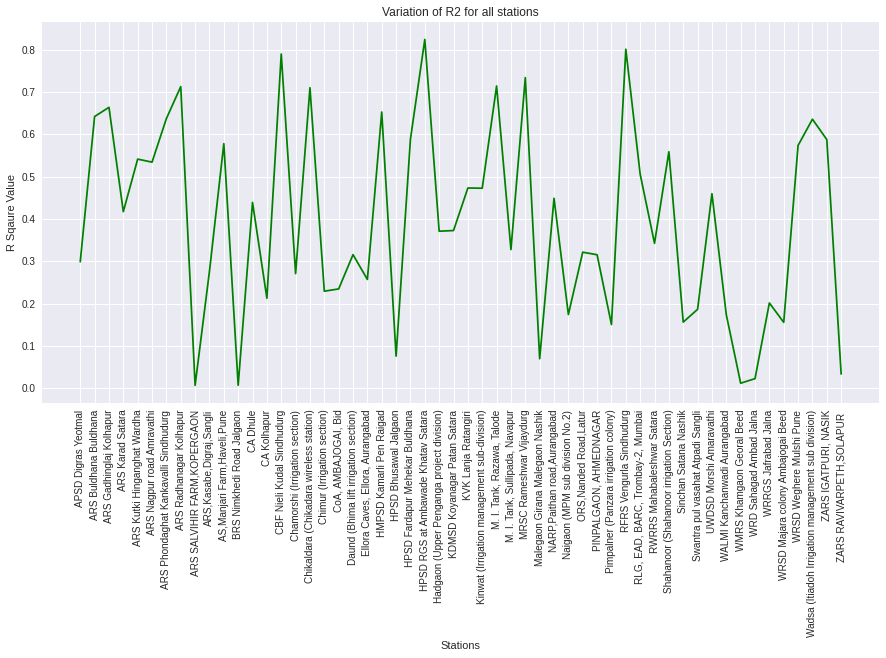 Variation of R2 for all stations
R Sqaure Value
0.8
0.7
0.6
0.5
0.4
0.3
0.2
0.1
0.0
APSD Digras Yeotmal
ARS Buldhana Buldhana
ARS Gadhinglaj Kolhapur
ARS Karad Satara
ARS Kutki Hinganghat Wardha
ARS Nagpur road Amravathi
ARS Phondaghat Kankavalli Sindhudurg
ARS Radhanagar Kolhapur
ARS SALVIHIR FARM,KOPERGAON
ARS,Kasabe Digraj,Sangli
AS,Manjari Farm,Haveli,Pune
BRS Nimkhedi Road Jalgaon
CA Dhule
CA Kolhapur
CBF Nieli Kudal Sindhudurg
Chamorshi (Irrigation section)
Chikaldara (Chikaldara wireless station)
Chimur (Irrigation section)
CoA, AMBAJOGAI, Bid
Daund (Bhima lift irrigation section)
Ellora Caves, Ellora, Aurangabad
HMPSD Kamarli Pen Raigad
HPSD Bhusawal Jalgaon
HPSD Fardapur Mehekar Buldhana
HPSD RGS at Ambawade Khatav Satara
Hadgaon (Upper Penganga project division)
KDMSD Koyanagar Patan Satara
KVK Lanja Ratangiri
Kinwat (Irrigation management sub-division)
M. I. Tank, Razawa, Talode
M. I. Tank, Sullipada, Navapur
MRSC Rameshwar Vijaydurg
Malegaon Girana Malegaon Nashik
NARP,Paithan road,Aurangabad
Naigaon (MPM sub division No.2)
ORS,Nanded Road,Latur
PINPALGAON, AHMEDNAGAR
Pimpalner (Panzara irrigation colony)
RFRS Vengurla Sindhudurg
RLG, EAD, BARC, Trombay-2, Mumbai
RWRRS Mahabaleshwar Satara
Shahanoor (Shahanoor irrigation Section)
Sinchan Satana Nashik
Swantra pul vasahat Atpadi Sangli
UWDSD Morshi Amaravathi
WALMI Kanchanwadi Aurangabad
WMRS Khamgaon Georal Beed
WRD Sahagad Ambad Jalna
WRRGS Jafrabad Jalna
WRSD Majara colony Ambajogai Beed
WRSD Weghere Mulshi Pune
Wadsa (Itiadoh Irrigation management sub division)
ZARS IGATPURI, NASIK
ZARS RAVIVARPETH,SOLAPUR
Stations